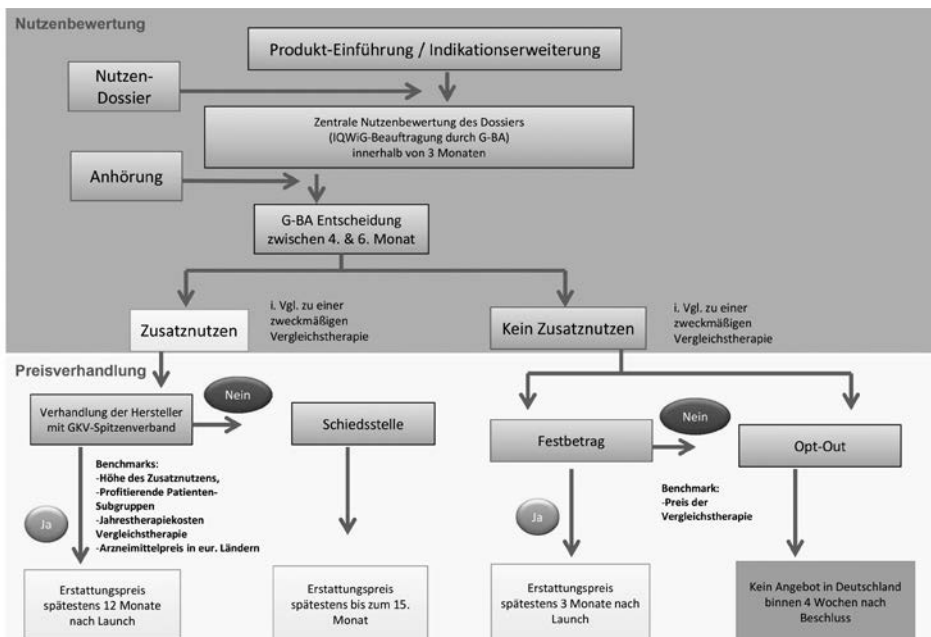 Nutzenbewertung
Produkt-Einführung / Indikationserweiterung
Nutzen-
Dossier
Zentrale Nutzenbewertung des Dossiers
(IQWiG-Beauftragung durch G-BA)
innerhalb von 3 Monaten
Anhörung
G-BA Entscheidung
zwischen 4. & 6. Monat
Zusatznutzen
i. Vgl. zu einer
zweckmäßigen
Vergleichstherapie
Kein Zusatznutzen
i. Vgl. zu einer
zweckmäßigen
Vergleichstherapie
Preisverhandlung
Verhandlung der Hersteller
mit GKV-Spitzenverband
Nein
Schiedsstelle
Festbetrag
Nein
Opt-Out
Benchmarks:
-Höhe des Zusatznutzens,
-Profitierende Patienten-
Subgruppen
-Jahrestherapiekosten
Vergleichstherapie
-Arzneimittelpreis in eur. Ländern
Ja
Ja
Benchmark:
-Preis der
Vergleichstherapie
Erstattungspreis
spätestens 12 Monate
nach Launch
Erstattungspreis
spätestens bis zum 15.
Monat
Erstattungspreis
spätestens 3 Monate nach
Launch
Kein Angebot in Deutschland
binnen 4 Wochen nach
Beschluss